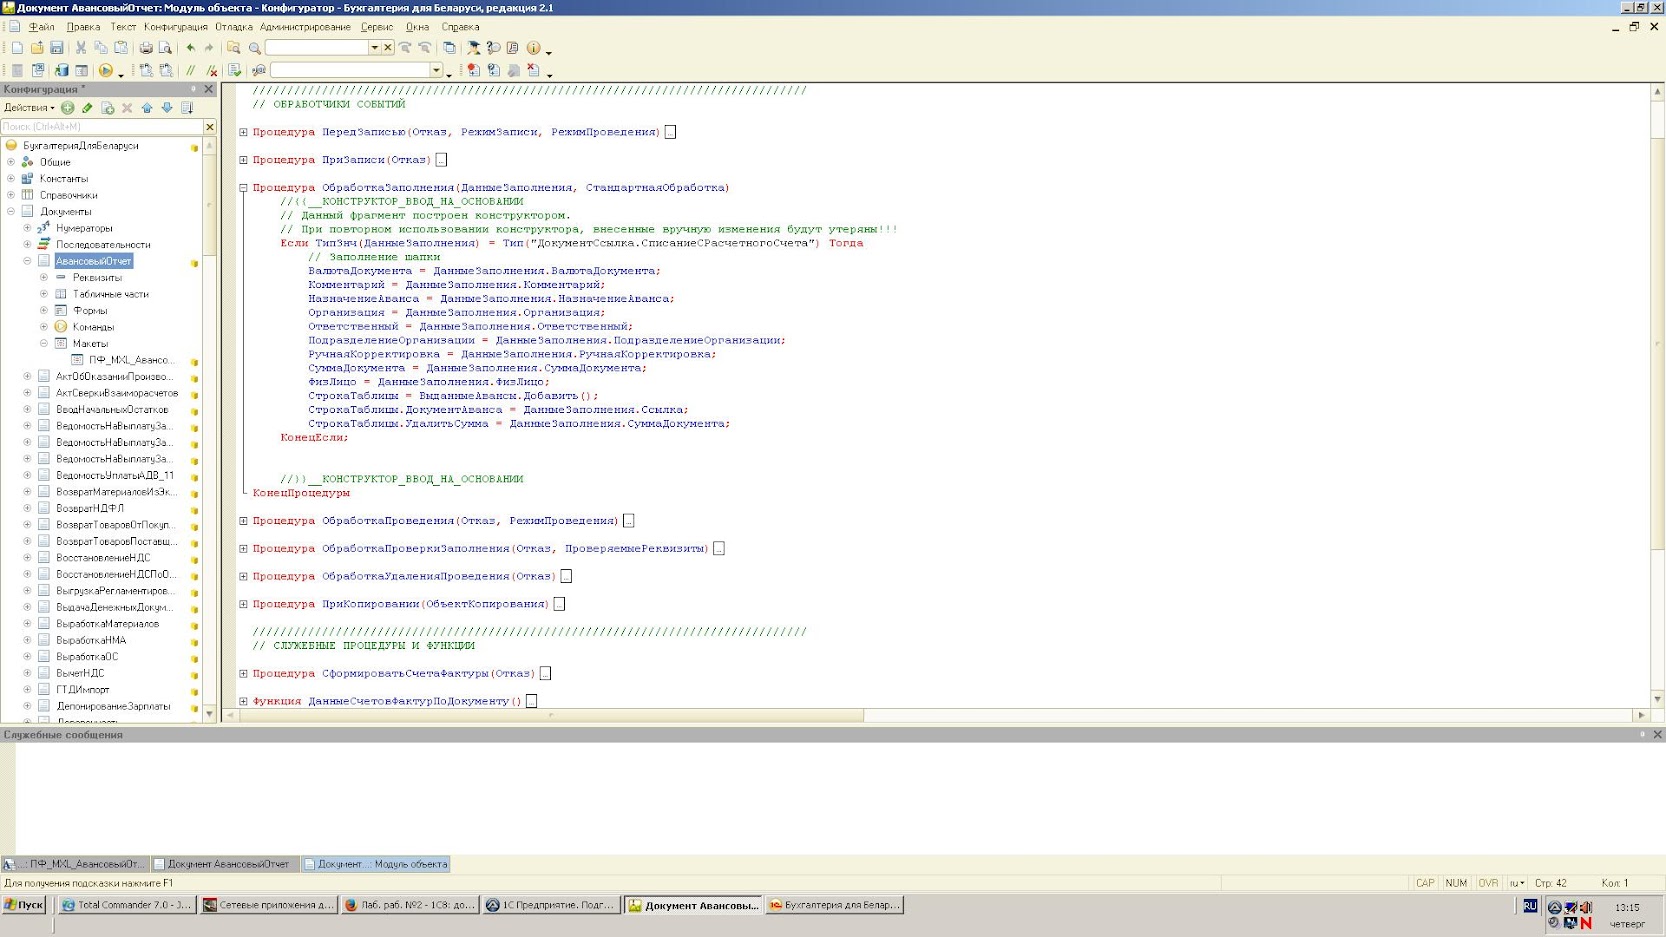 Документ АвансовыйОтчет: Модуль объекта - Конфигуратор - Бухгалтерия для Беларуси, редакция 2.1
Файл Правка Текст Конфигурация Отладка Администрирование Сервис Окна Справка
Конфигурация *
Действия
Поиск (Ctrl+Alt+M)
БухгалтерияДляБеларуси
Общие
Константы
Справочники
Документы
Нумераторы
Последовательности
АвансовыйОтчет
Реквизиты
Табличные части
Формы
Команды
Макеты
ПФ_MXL_Авансо...
АктОбОказанииПроизво...
АктСверкиВзаиморасчетов
ВводНачальныхОстатков
ВедомостьНаВыплатуЗа...
ВедомостьНаВыплатуЗа...
ВедомостьНаВыплатуЗа...
ВедомостьУплатыАДВ_11
ВозвратМатериаловИзЭк...
ВозвратНДФЛ
ВозвратТоваровОтПокуп...
ВозвратТоваровПоставщ...
ВосстановлениеНДС
ВосстановлениеНДСПоО...
ВыгрузкаРегламентиров...
ВыдачаДенежныхДокум...
ВыработкаМатериалов
ВыработкаНМА
ВыработкаОС
ВычетНДС
ГТДИмпорт
ДепонированиеЗарплаты
////////////////////////////////////////////////////////////////////////////////
// ОБРАБОТЧИКИ СОБЫТИЙ
Процедура ПередЗаписью(Отказ, РежимЗаписи, РежимПроведения) ...
Процедура ПриЗаписи(Отказ) ...
Процедура ОбработкаЗаполнения(ДанныеЗаполнения, СтандартнаяОбработка)
//{{__КОНСТРУКТОР_ВВОД_НА_ОСНОВАНИИ
// Данный фрагмент построен конструктором.
// При повторном использовании конструктора, внесенные вручную изменения будут утеряны!!!
Если ТипЗнч(ДанныеЗаполнения) = Тип("ДокументСсылка.СписаниеСРасчетногоСчета") Тогда
// Заполнение шапки
ВалютаДокумента = ДанныеЗаполнения.ВалютаДокумента;
Комментарий = ДанныеЗаполнения.Комментарий;
НазначениеАванса = ДанныеЗаполнения.НазначениеАванса;
Организация = ДанныеЗаполнения.Организация;
Ответственный = ДанныеЗаполнения.Ответственный;
ПодразделениеОрганизации = ДанныеЗаполнения.ПодразделениеОрганизации;
РучнаяКорректировка = ДанныеЗаполнения.РучнаяКорректировка;
СуммаДокумента = ДанныеЗаполнения.СуммаДокумента;
ФизЛицо = ДанныеЗаполнения.ФизЛицо;
СтрокаТаблицы = ВыданныеАвансы.Добавить();
СтрокаТаблицы.ДокументАванса = ДанныеЗаполнения.Ссылка;
СтрокаТаблицы.УдалитьСумма = ДанныеЗаполнения.СуммаДокумента;
КонецЕсли;
//}}__КОНСТРУКТОР_ВВОД_НА_ОСНОВАНИИ
КонецПроцедуры
Процедура ОбработкаПроведения(Отказ, РежимПроведения) ...
Процедура ОбработкаПроверкиЗаполнения(Отказ, ПроверяемыеРеквизиты) ...
Процедура ОбработкаУдаленияПроведения(Отказ) ...
Процедура ПриКопировании(ОбъектКопирования) ...
////////////////////////////////////////////////////////////////////////////////
// СЛУЖЕБНЫЕ ПРОЦЕДУРЫ И ФУНКЦИИ
Процедура СформироватьСчетаФактуры(Отказ) ...
Функция ДанныеСчетовФактурПоДокументу() ...
Служебные сообщения
...: ПФ_MXL_АвансовыйОт... Документ АвансовыйОтчет Документ...: Модуль объекта
Для получения подсказки нажмите F1 CAP NUM OVR ru Стр: 42 Кол: 1
Пуск Total Commander 7.0 - J... Сетевые приложения д... Лаб. раб. №2 - 1С8: до... 1С Предприятие. Подг... Документ Авансовы... Бухгалтерия для Белар... RU 13:15
четверг